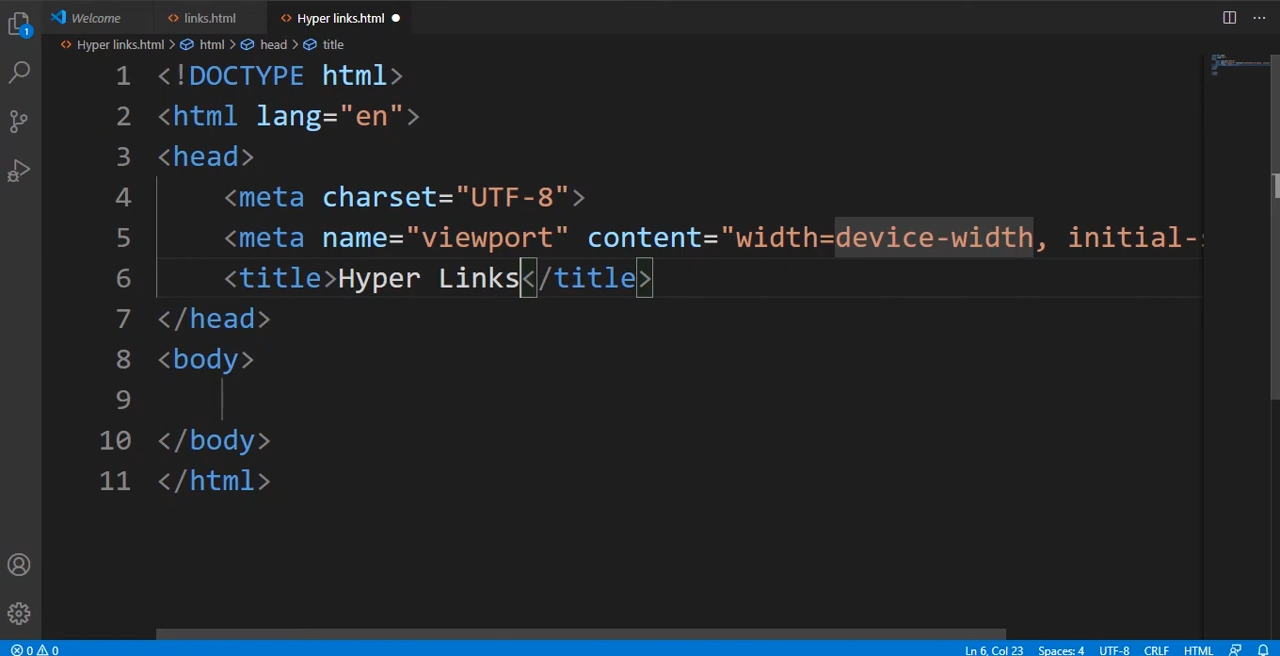 Welcome links.html Hyper links.html
Hyper links.html > html > head > title
1 <!DOCTYPE html>
2 <html lang="en">
3 <head>
4 <meta charset="UTF-8">
5 <meta name="viewport" content="width=device-width, initial-
6 <title>Hyper Links</title>
7 </head>
8 <body>
9
10 </body>
11 </html>
1
0 0 Ln 6, Col 23 Spaces: 4 UTF-8 CRLF HTML